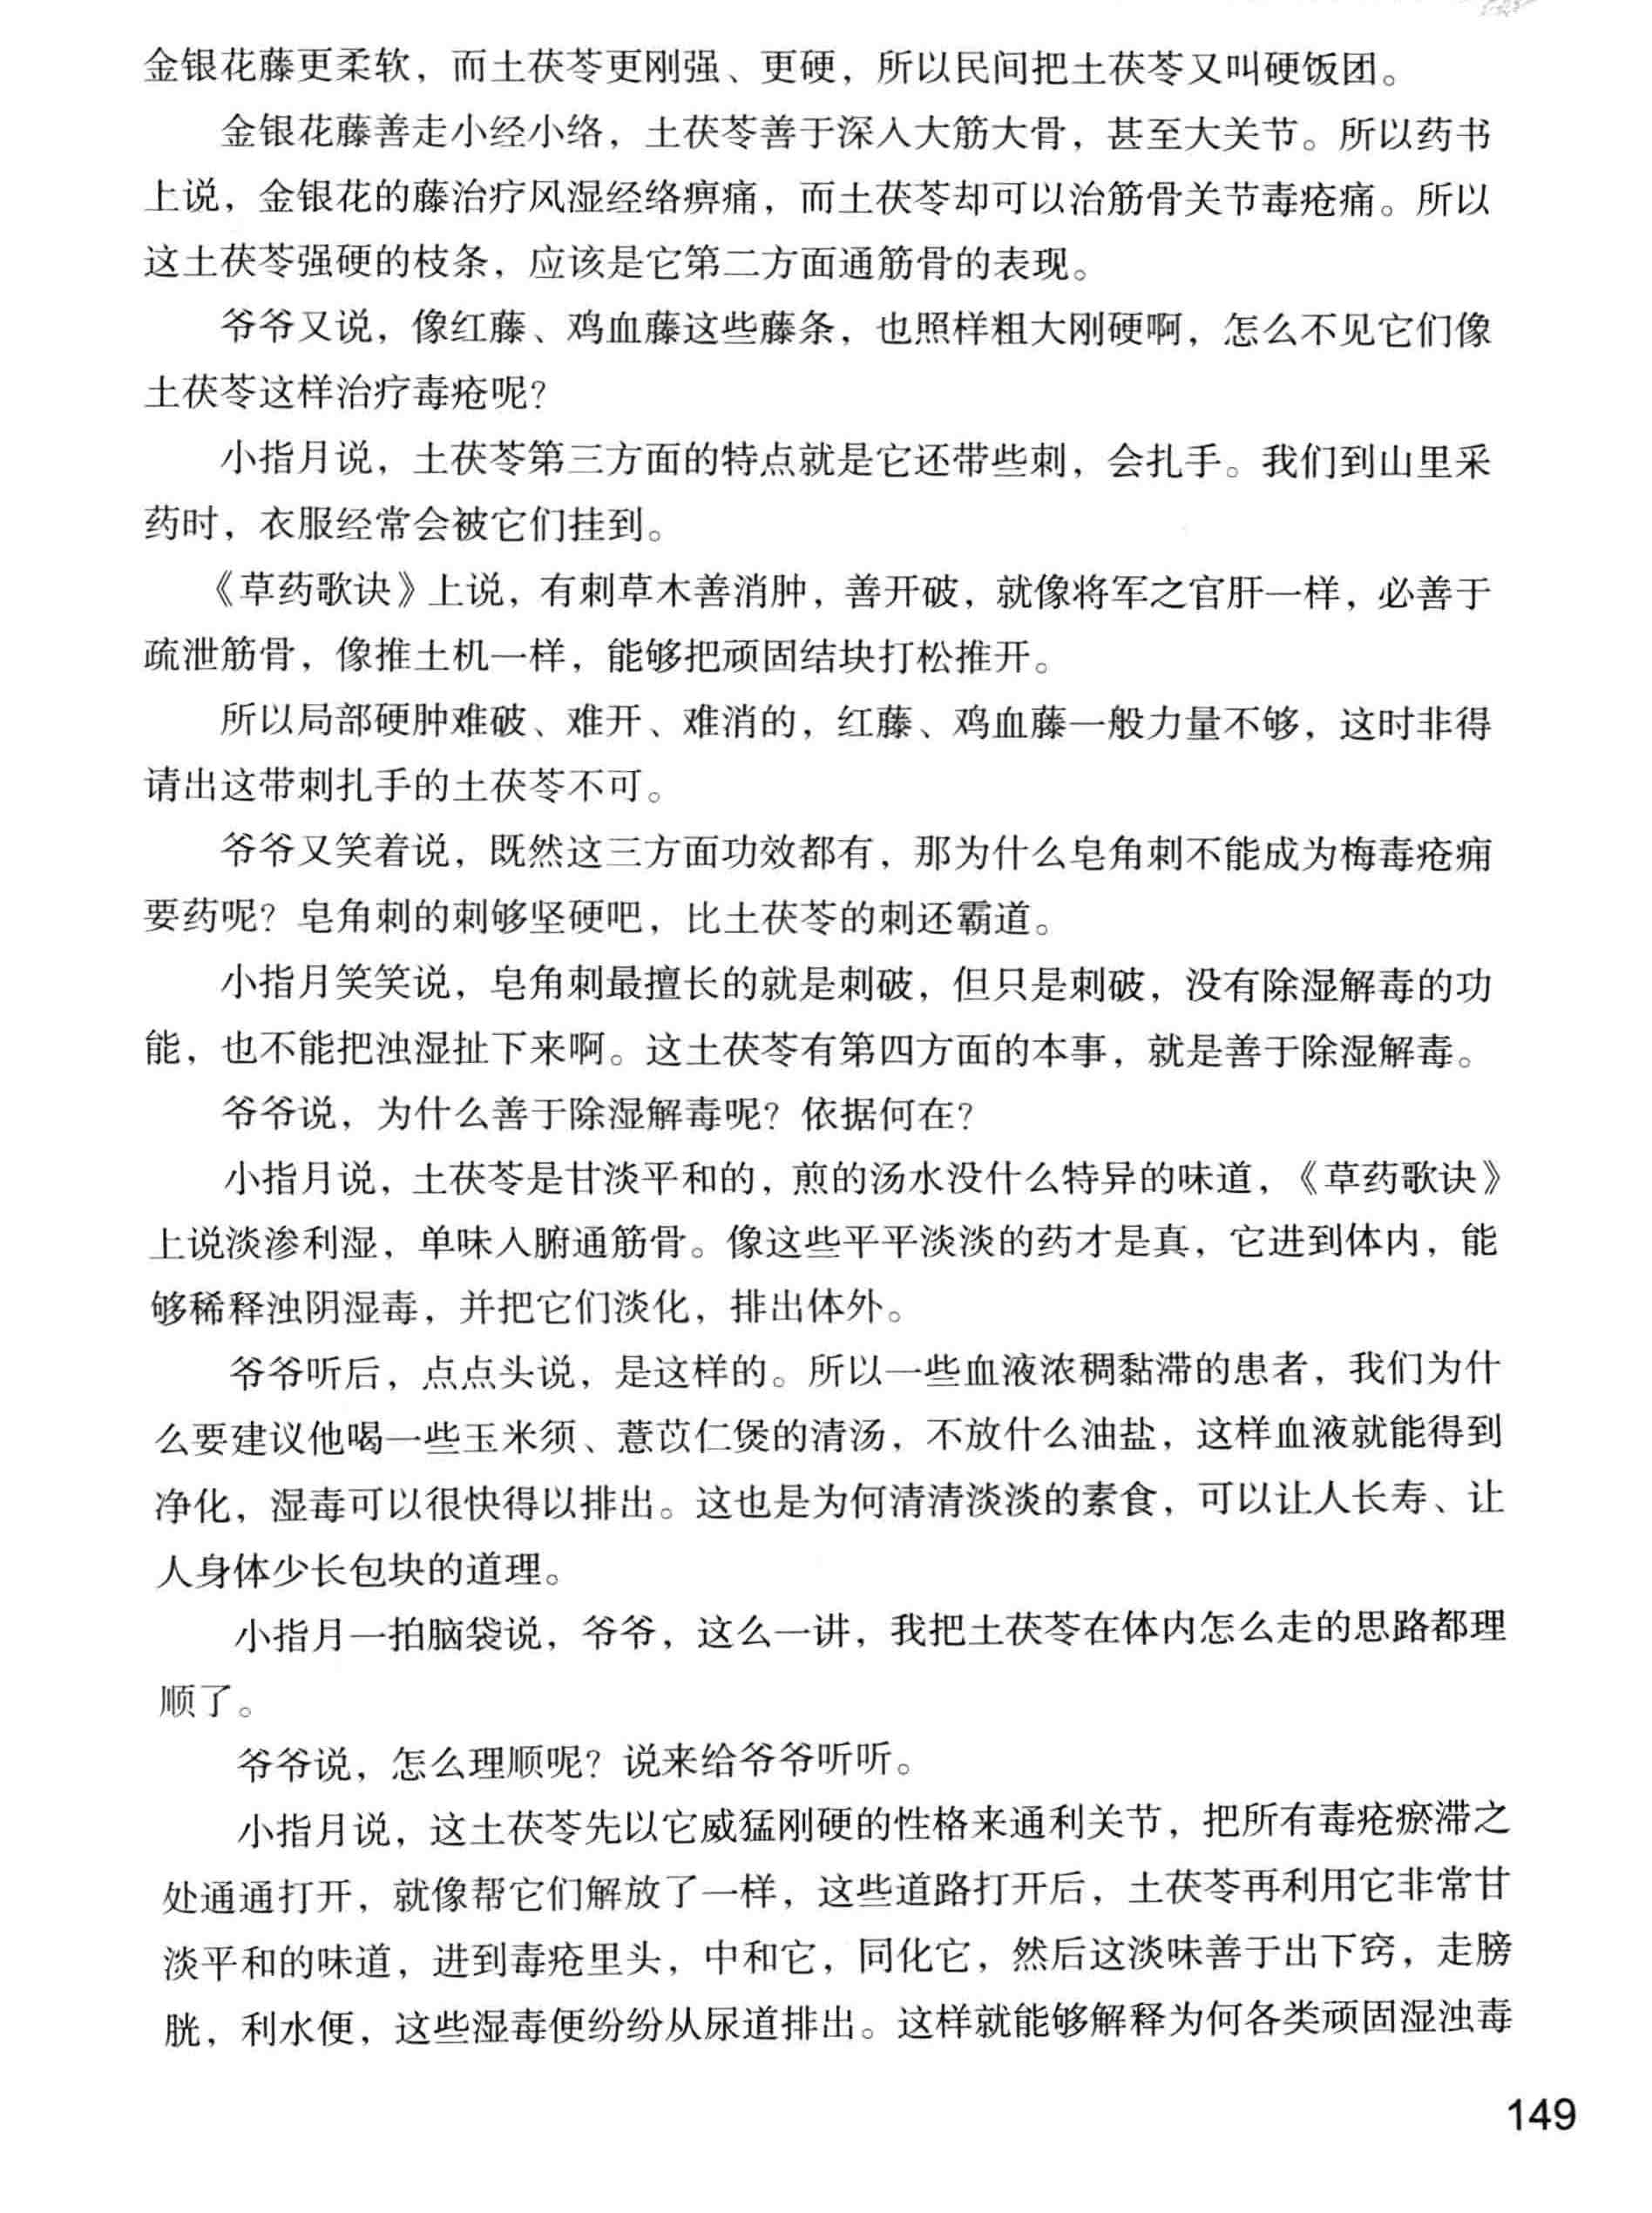 金银花藤更柔软，而土茯苓更刚强、更硬，所以民间把土茯苓又叫硬饭团。
金银花藤善走小经小络，土茯苓善于深入大筋大骨，甚至大关节。所以药书
上说，金银花的藤治疗风湿经络痹痛，而土茯苓却可以治筋骨关节毒疮痛。所以
这土茯苓强硬的枝条，应该是它第二方面通筋骨的表现。
爷爷又说，像红藤、鸡血藤这些藤条，也照样粗大刚硬啊，怎么不见它们像
土茯苓这样治疗毒疮呢？
小指月说，土茯苓第三方面的特点就是它还带些刺，会扎手。我们到山里采
药时，衣服经常会被它们挂到。
《草药歌诀》上说，有刺草木善消肿，善开破，就像将军之官肝一样，必善于
疏泄筋骨，像推土机一样，能够把顽固结块打松推开。
所以局部硬肿难破、难开、难消的，红藤、鸡血藤一般力量不够，这时非得
请出这带刺扎手的土茯苓不可。
爷爷又笑着说，既然这三方面功效都有，那为什么皂角刺不能成为梅毒疮痈
要药呢？皂角刺的刺够坚硬吧，比土茯苓的刺还霸道。
小指月笑笑说，皂角刺最擅长的就是刺破，但只是刺破，没有除湿解毒的功
能，也不能把浊湿扯下来啊。这土茯苓有第四方面的本事，就是善于除湿解毒。
爷爷说，为什么善于除湿解毒呢？依据何在？
小指月说，土茯苓是甘淡平和的，煎的汤水没什么特异的味道，《草药歌诀》
上说淡渗利湿，单味入腑通筋骨。像这些平平淡淡的药才是真，它进到体内，能
够稀释浊阴湿毒，并把它们淡化，排出体外。
爷爷听后，点点头说，是这样的。所以一些血液浓稠黏滞的患者，我们为什
么要建议他喝一些玉米须、薏苡仁煲的清汤，不放什么油盐，这样血液就能得到
净化，湿毒可以很快得以排出。这也是为何清清淡淡的素食，可以让人长寿、让
人身体少长包块的道理。
小指月一拍脑袋说，爷爷，这么一讲，我把土茯苓在体内怎么走的思路都理
顺了。
爷爷说，怎么理顺呢？说来给爷爷听听。
小指月说，这土茯苓先以它威猛刚硬的性格来通利关节，把所有毒疮瘀滞之
处通通打开，就像帮它们解放了一样，这些道路打开后，土茯苓再利用它非常甘
淡平和的味道，进到毒疮里头，中和它，同化它，然后这淡味善于出下窍，走膀
胱，利水便，这些湿毒便纷纷从尿道排出。这样就能够解释为何各类顽固湿浊毒
149